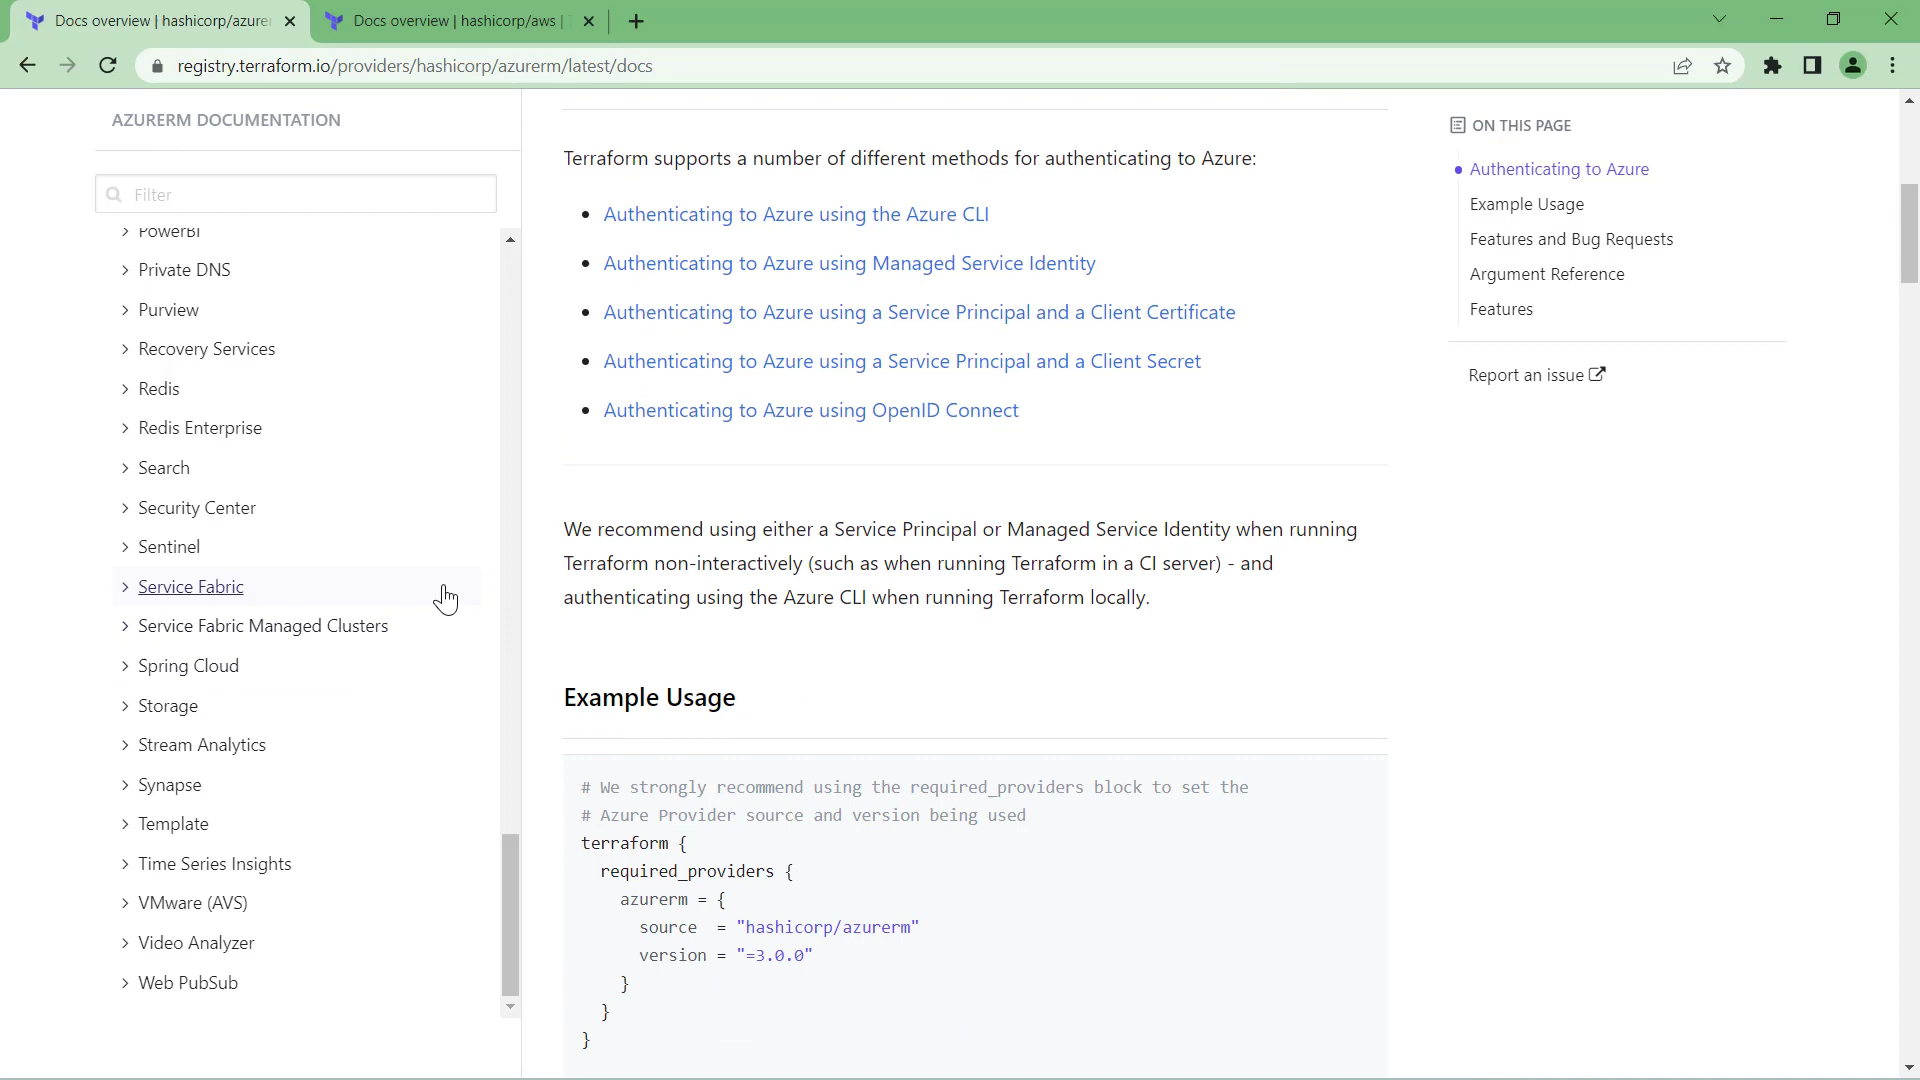 Docs overview | hashicorp/azurer
Docs overview | hashicorp/aws |
registry.terraform.io/providers/hashicorp/azurerm/latest/docs
AZURERM DOCUMENTATION
Filter
PowerBI
Private DNS
Purview
Recovery Services
Redis
Redis Enterprise
Search
Security Center
Sentinel
Service Fabric
Service Fabric Managed Clusters
Spring Cloud
Storage
Stream Analytics
Synapse
Template
Time Series Insights
VMware (AVS)
Video Analyzer
Web PubSub
Terraform supports a number of different methods for authenticating to Azure:
Authenticating to Azure using the Azure CLI
Authenticating to Azure using Managed Service Identity
Authenticating to Azure using a Service Principal and a Client Certificate
Authenticating to Azure using a Service Principal and a Client Secret
Authenticating to Azure using OpenID Connect
We recommend using either a Service Principal or Managed Service Identity when running
Terraform non-interactively (such as when running Terraform in a CI server) - and
authenticating using the Azure CLI when running Terraform locally.
Example Usage
# We strongly recommend using the required_providers block to set the
# Azure Provider source and version being used
terraform {
required_providers {
azurerm = {
source = "hashicorp/azurerm"
version = "=3.0.0"
}
}
}
ON THIS PAGE
Authenticating to Azure
Example Usage
Features and Bug Requests
Argument Reference
Features
Report an issue